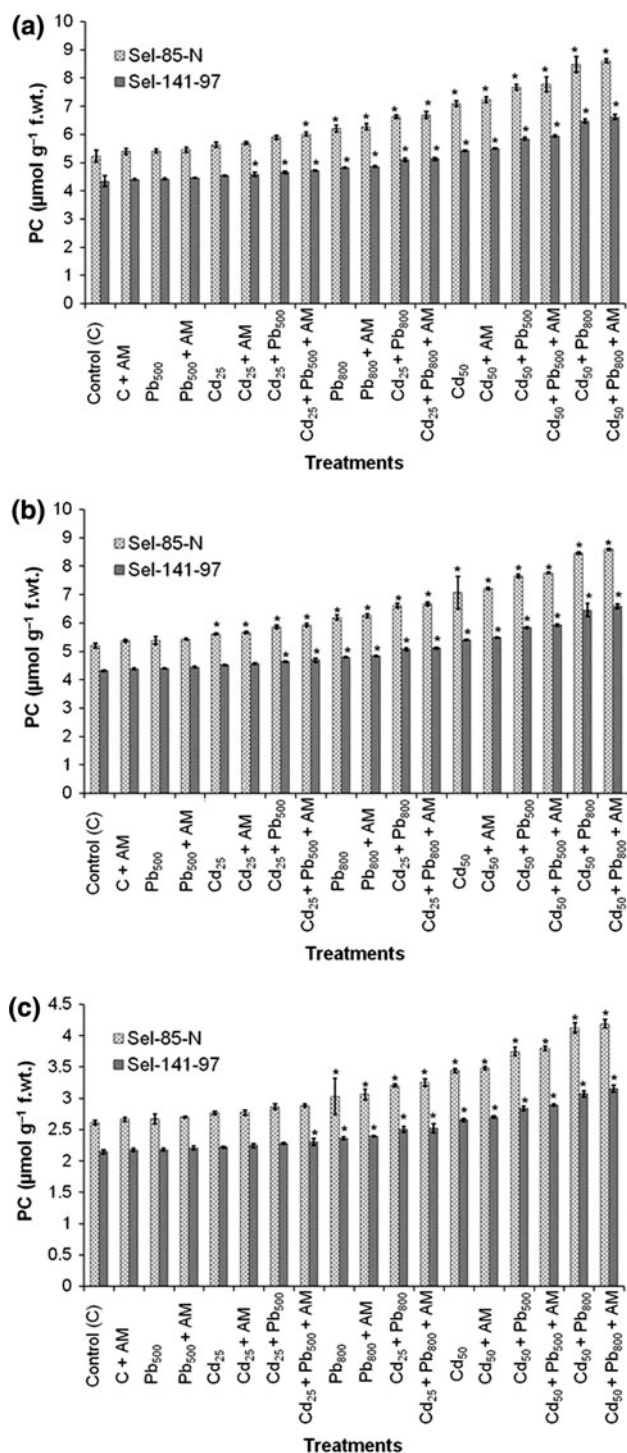 (a)
PC (µmol g⁻¹ f.wt.)
10
9
8
7
6
5
4
3
2
1
0
Sel-85-N
Sel-141-97
* * * * * * * * * * *
* * * * * * * * * * * * *
Control (C)
C + AM
Pb₅₀₀
Pb₅₀₀ + AM
Cd₂₅
Cd₂₅ + AM
Cd₂₅ + Pb₅₀₀
Cd₂₅ + Pb₅₀₀ + AM
Pb₈₀₀
Pb₈₀₀ + AM
Cd₂₅ + Pb₈₀₀
Cd₂₅ + Pb₈₀₀ + AM
Cd₅₀
Cd₅₀ + AM
Cd₅₀ + Pb₅₀₀
Cd₅₀ + Pb₅₀₀ + AM
Cd₅₀ + Pb₈₀₀
Cd₅₀ + Pb₈₀₀ + AM
Treatments
(b)
PC (µmol g⁻¹ f.wt.)
10
9
8
7
6
5
4
3
2
1
0
Sel-85-N
Sel-141-97
* * * * * * * * * * * * * *
* * * * * * * * * * * *
Control (C)
C + AM
Pb₅₀₀
Pb₅₀₀ + AM
Cd₂₅
Cd₂₅ + AM
Cd₂₅ + Pb₅₀₀
Cd₂₅ + Pb₅₀₀ + AM
Pb₈₀₀
Pb₈₀₀ + AM
Cd₂₅ + Pb₈₀₀
Cd₂₅ + Pb₈₀₀ + AM
Cd₅₀
Cd₅₀ + AM
Cd₅₀ + Pb₅₀₀
Cd₅₀ + Pb₅₀₀ + AM
Cd₅₀ + Pb₈₀₀
Cd₅₀ + Pb₈₀₀ + AM
Treatments
(c)
PC (µmol g⁻¹ f.wt.)
4.5
4
3.5
3
2.5
2
1.5
1
0.5
0
Sel-85-N
Sel-141-97
* * * * * * * * * *
* * * * * * * * * * *
Control (C)
C + AM
Pb₅₀₀
Pb₅₀₀ + AM
Cd₂₅
Cd₂₅ + AM
Cd₂₅ + Pb₅₀₀
Cd₂₅ + Pb₅₀₀ + AM
Pb₈₀₀
Pb₈₀₀ + AM
Cd₂₅ + Pb₈₀₀
Cd₂₅ + Pb₈₀₀ + AM
Cd₅₀
Cd₅₀ + AM
Cd₅₀ + Pb₅₀₀
Cd₅₀ + Pb₅₀₀ + AM
Cd₅₀ + Pb₈₀₀
Cd₅₀ + Pb₈₀₀ + AM
Treatments